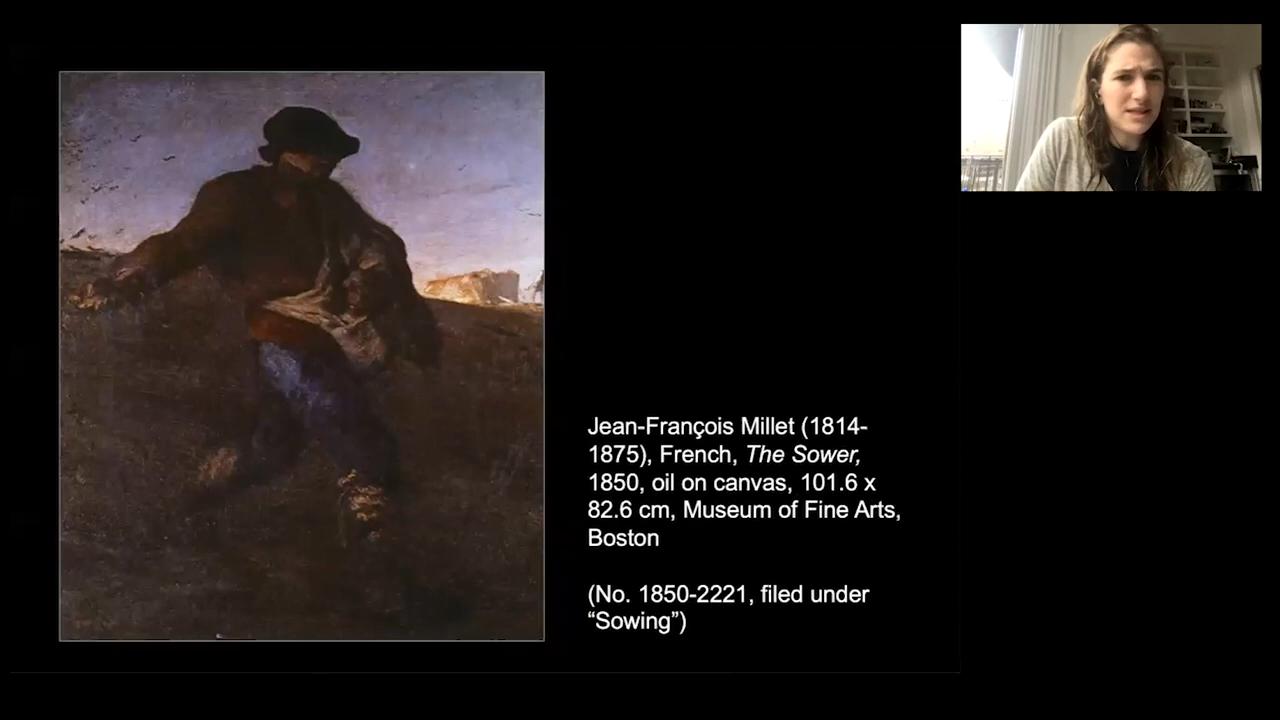 Jean-François Millet (1814-
1875), French, The Sower,
1850, oil on canvas, 101.6 x
82.6 cm, Museum of Fine Arts,
Boston
(No. 1850-2221, filed under
“Sowing”)